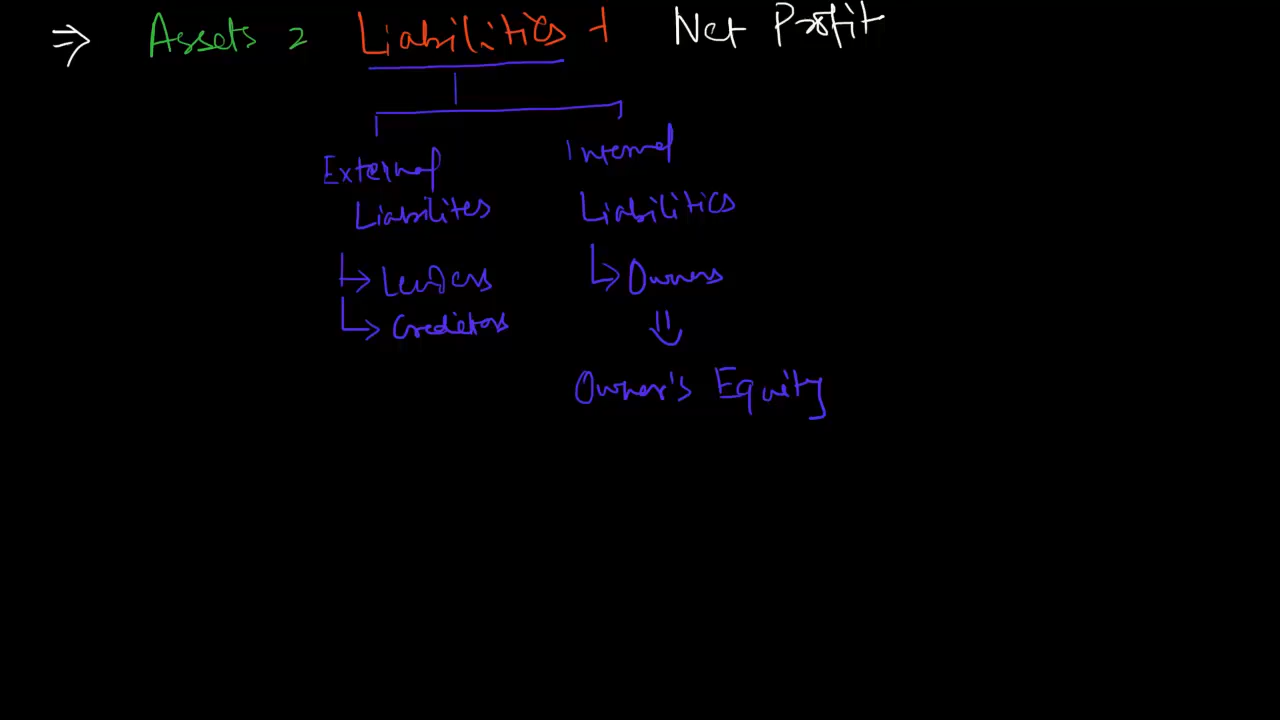 ⇒ Assets = Liabilities + Net Profit
External Internal
Liabilites Liabilities
↳ Lenders ↳ Owners
↳ Creditors ⇓
Owner's Equity